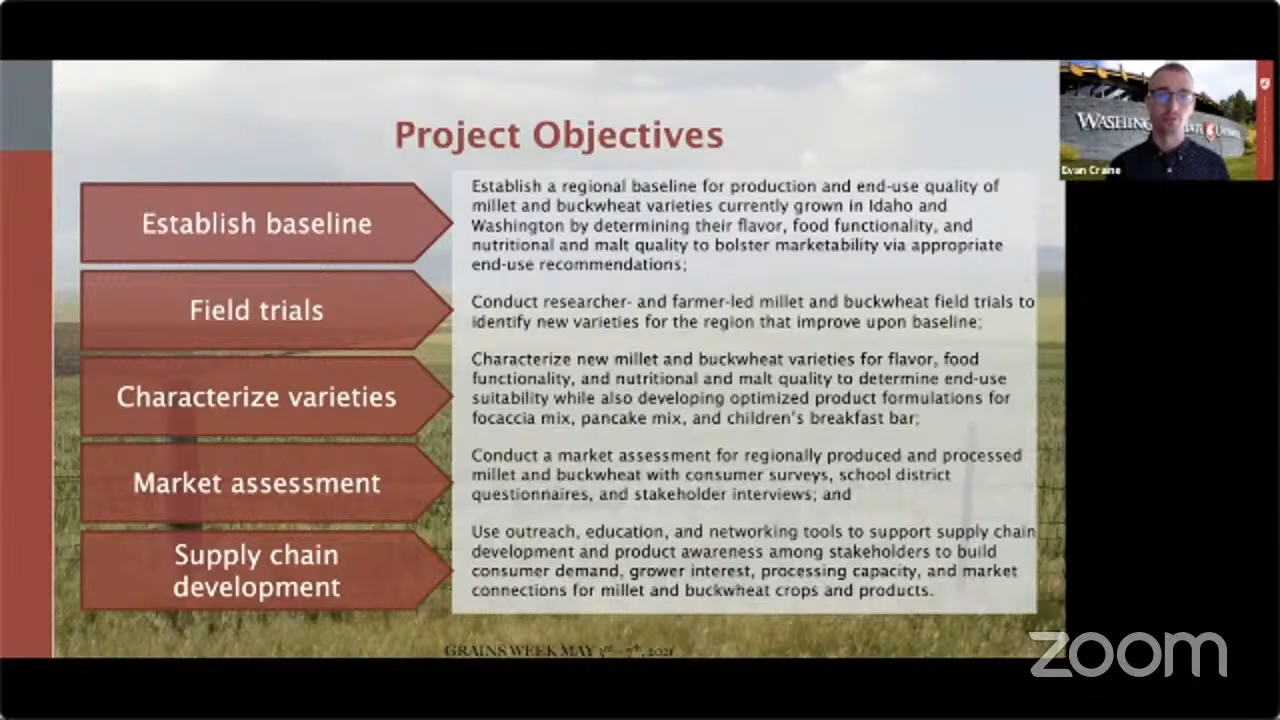 Project Objectives
Establish baseline
Establish a regional baseline for production and end-use quality of
millet and buckwheat varieties currently grown in Idaho and
Washington by determining their flavor, food functionality, and
nutritional and malt quality to bolster marketability via appropriate
end-use recommendations;
Field trials
Conduct researcher- and farmer-led millet and buckwheat field trials to
identify new varieties for the region that improve upon baseline;
Characterize varieties
Characterize new millet and buckwheat varieties for flavor, food
functionality, and nutritional and malt quality to determine end-use
suitability while also developing optimized product formulations for
focaccia mix, pancake mix, and children's breakfast bar;
Market assessment
Conduct a market assessment for regionally produced and processed
millet and buckwheat with consumer surveys, school district
questionnaires, and stakeholder interviews; and
Supply chain
development
Use outreach, education, and networking tools to support supply chain
development and product awareness among stakeholders to build
consumer demand, grower interest, processing capacity, and market
connections for millet and buckwheat crops and products.
GRAINS WEEK MAY 3rd – 7th, 2021
Evan Craine
zoom